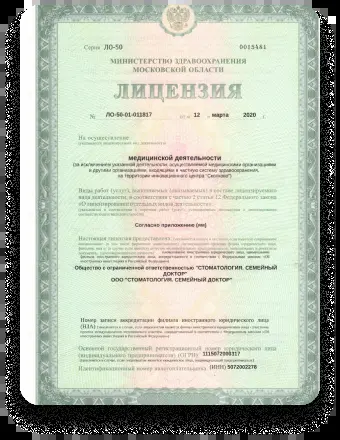 Серия ЛО-50 0015481
МИНИСТЕРСТВО ЗДРАВООХРАНЕНИЯ
МОСКОВСКОЙ ОБЛАСТИ
ЛИЦЕНЗИЯ
№ ЛО-50-01-011817 от « 12 » марта 2020 г.
На осуществление
медицинской деятельности
(за исключением указанной деятельности, осуществляемой медицинскими организациями
и другими организациями, входящими в частную систему здравоохранения,
на территории инновационного центра "Сколково")
Виды работ (услуг), выполняемых (оказываемых) в составе лицензируемого
вида деятельности, в соответствии с частью 2 статьи 12 Федерального закона
«О лицензировании отдельных видов деятельности»:
Согласно приложению (ям)
Настоящая лицензия предоставлена
Общество с ограниченной ответственностью "СТОМАТОЛОГИЯ. СЕМЕЙНЫЙ
ДОКТОР"
ООО "СТОМАТОЛОГИЯ. СЕМЕЙНЫЙ ДОКТОР"
Номер записи аккредитации филиала иностранного юридического лица
(НЗА)
Основной государственный регистрационный номер юридического лица
(индивидуального предпринимателя) (ОГРН) 1115072000317
Идентификационный номер налогоплательщика (ИНН) 5072002276